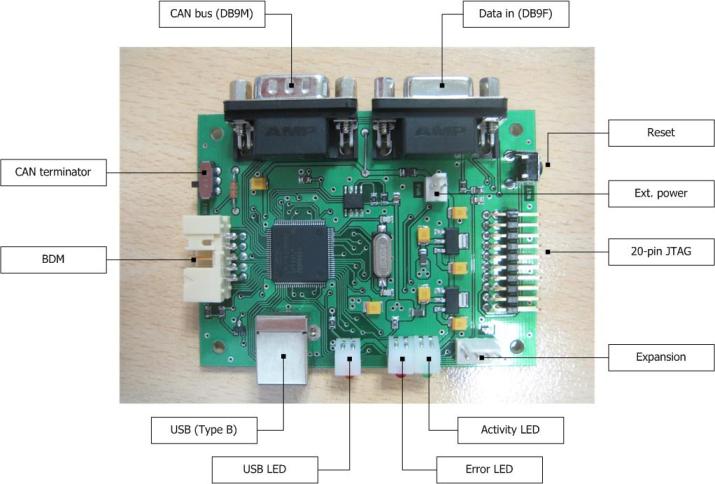 CAN bus (DB9M)
Data in (DB9F)
Reset
CAN terminator
Ext. power
BDM
20-pin JTAG
Expansion
USB (Type B)
Activity LED
USB LED
Error LED
AMP
AMP